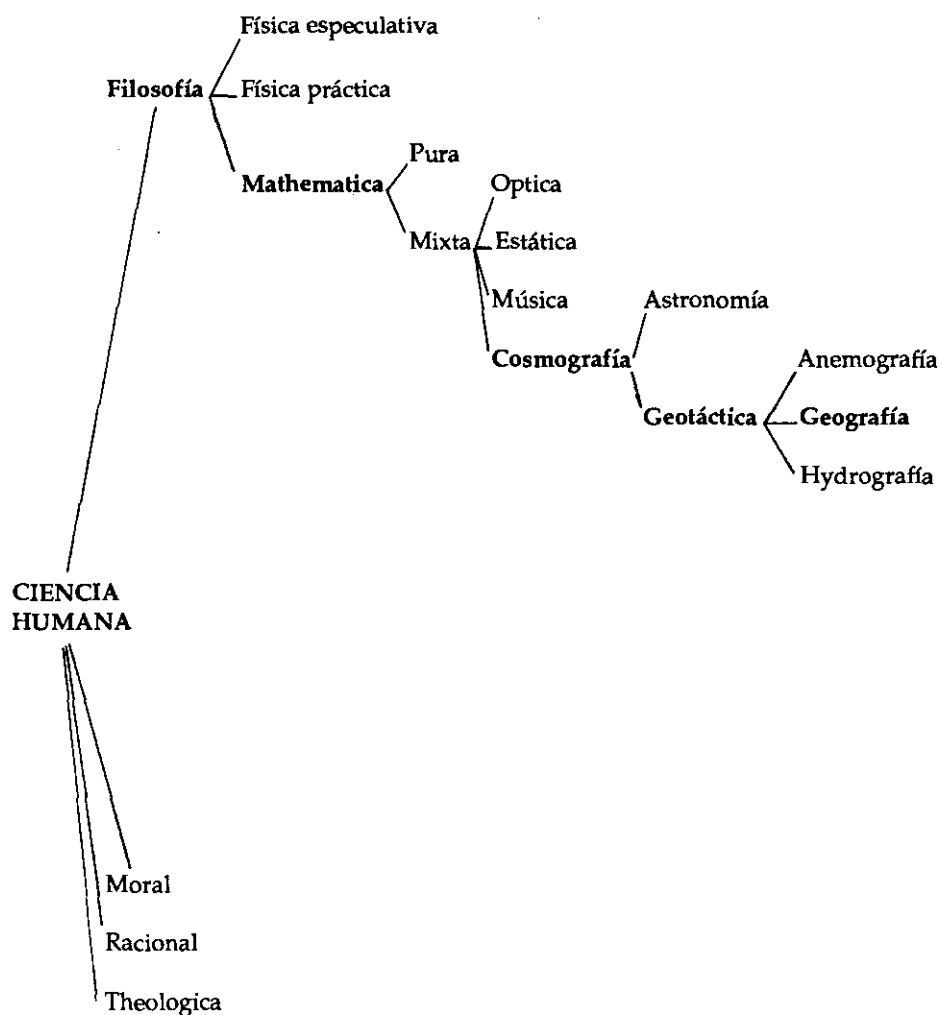 Física especulativa
Filosofía
Física práctica
Pura
Mathematica
Optica
Mixta
Estática
Música
Astronomía
Cosmografía
Anemografía
Geotáctica
Geografía
Hydrografía
CIENCIA
HUMANA
Moral
Racional
Theologica